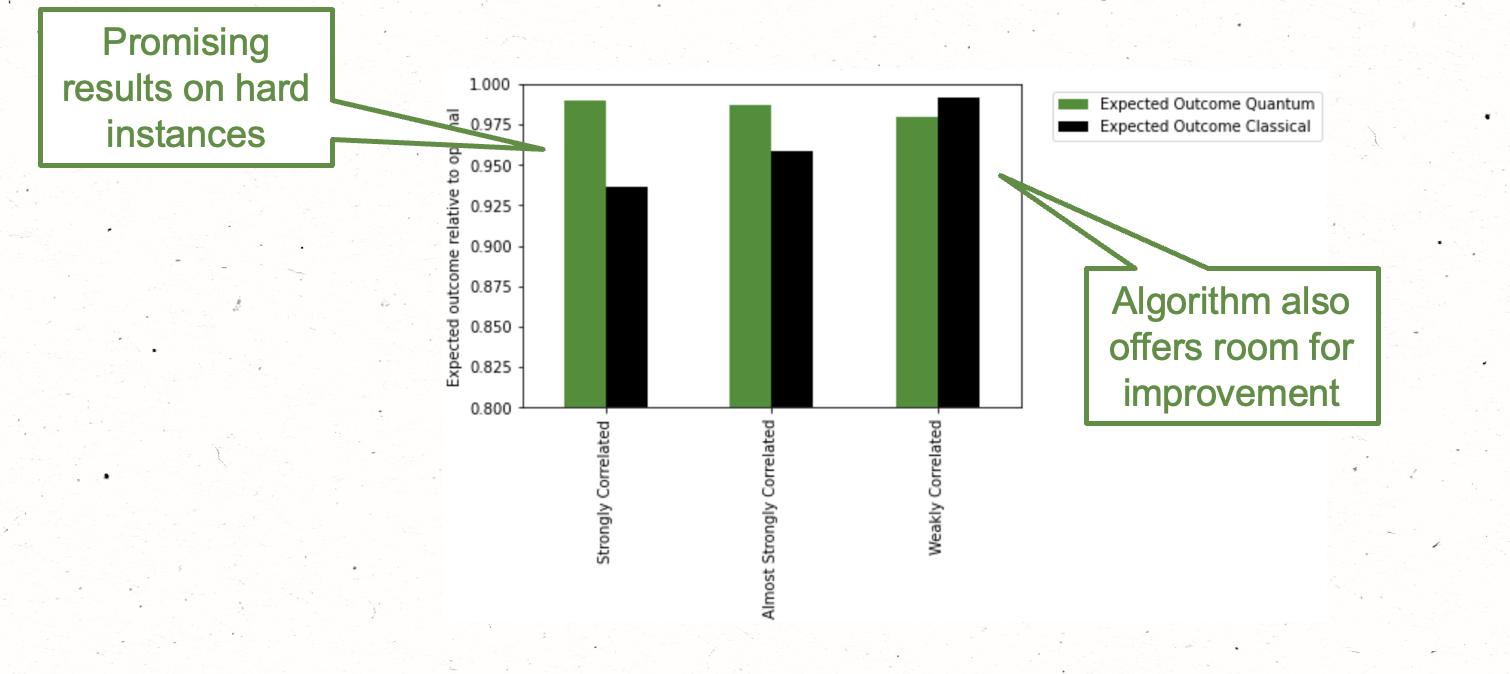 Promising
results on hard
instances
Expected outcome relative to op
nal
1.000
0.975
0.950
0.925
0.900
0.875
0.850
0.825
0.800
Strongly Correlated
Almost Strongly Correlated
Weakly Correlated
Expected Outcome Quantum
Expected Outcome Classical
Algorithm also
offers room for
improvement